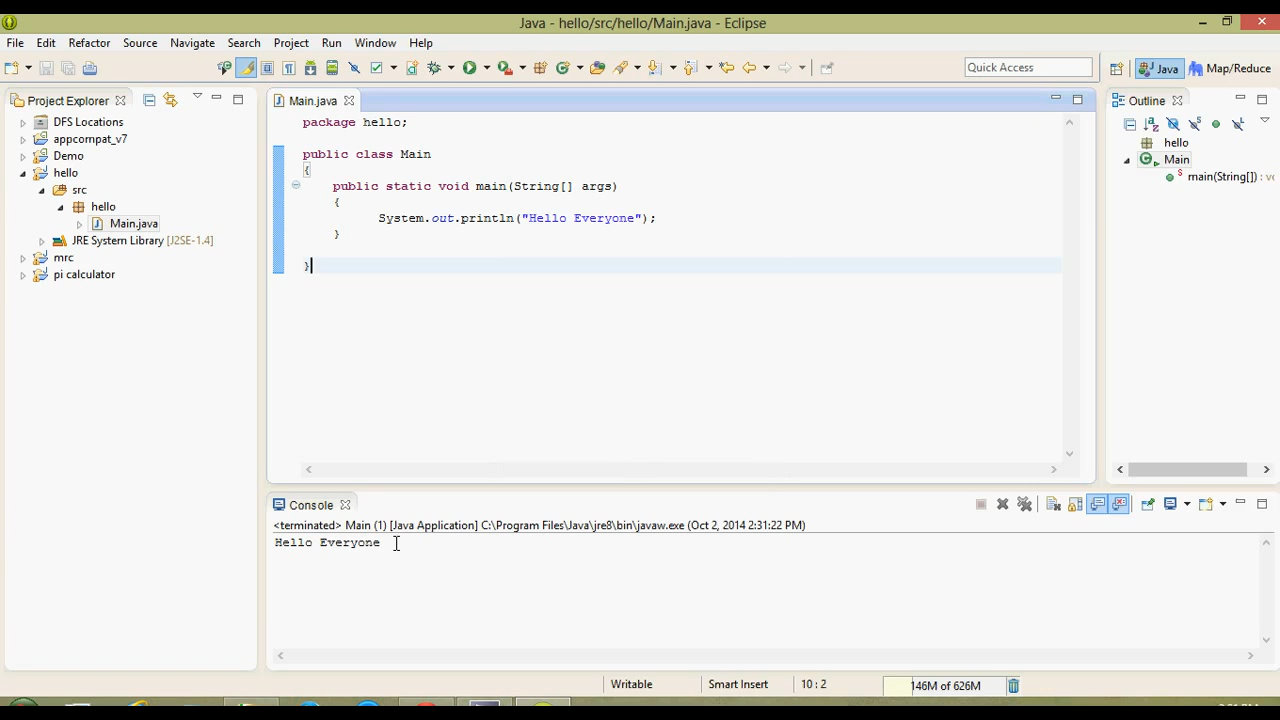 Java - hello/src/hello/Main.java - Eclipse
File Edit Refactor Source Navigate Search Project Run Window Help
Quick Access
Java
Map/Reduce
Project Explorer
DFS Locations
appcompat_v7
Demo
hello
src
hello
Main.java
JRE System Library [J2SE-1.4]
mrc
pi calculator
Main.java
package hello;
public class Main
{
public static void main(String[] args)
{
System.out.println("Hello Everyone");
}
}
Outline
hello
Main
main(String[]) :
Console
<terminated> Main (1) [Java Application] C:\Program Files\Java\jre8\bin\javaw.exe (Oct 2, 2014 2:31:22 PM)
Hello Everyone
Writable
Smart Insert
10 : 2
146M of 626M